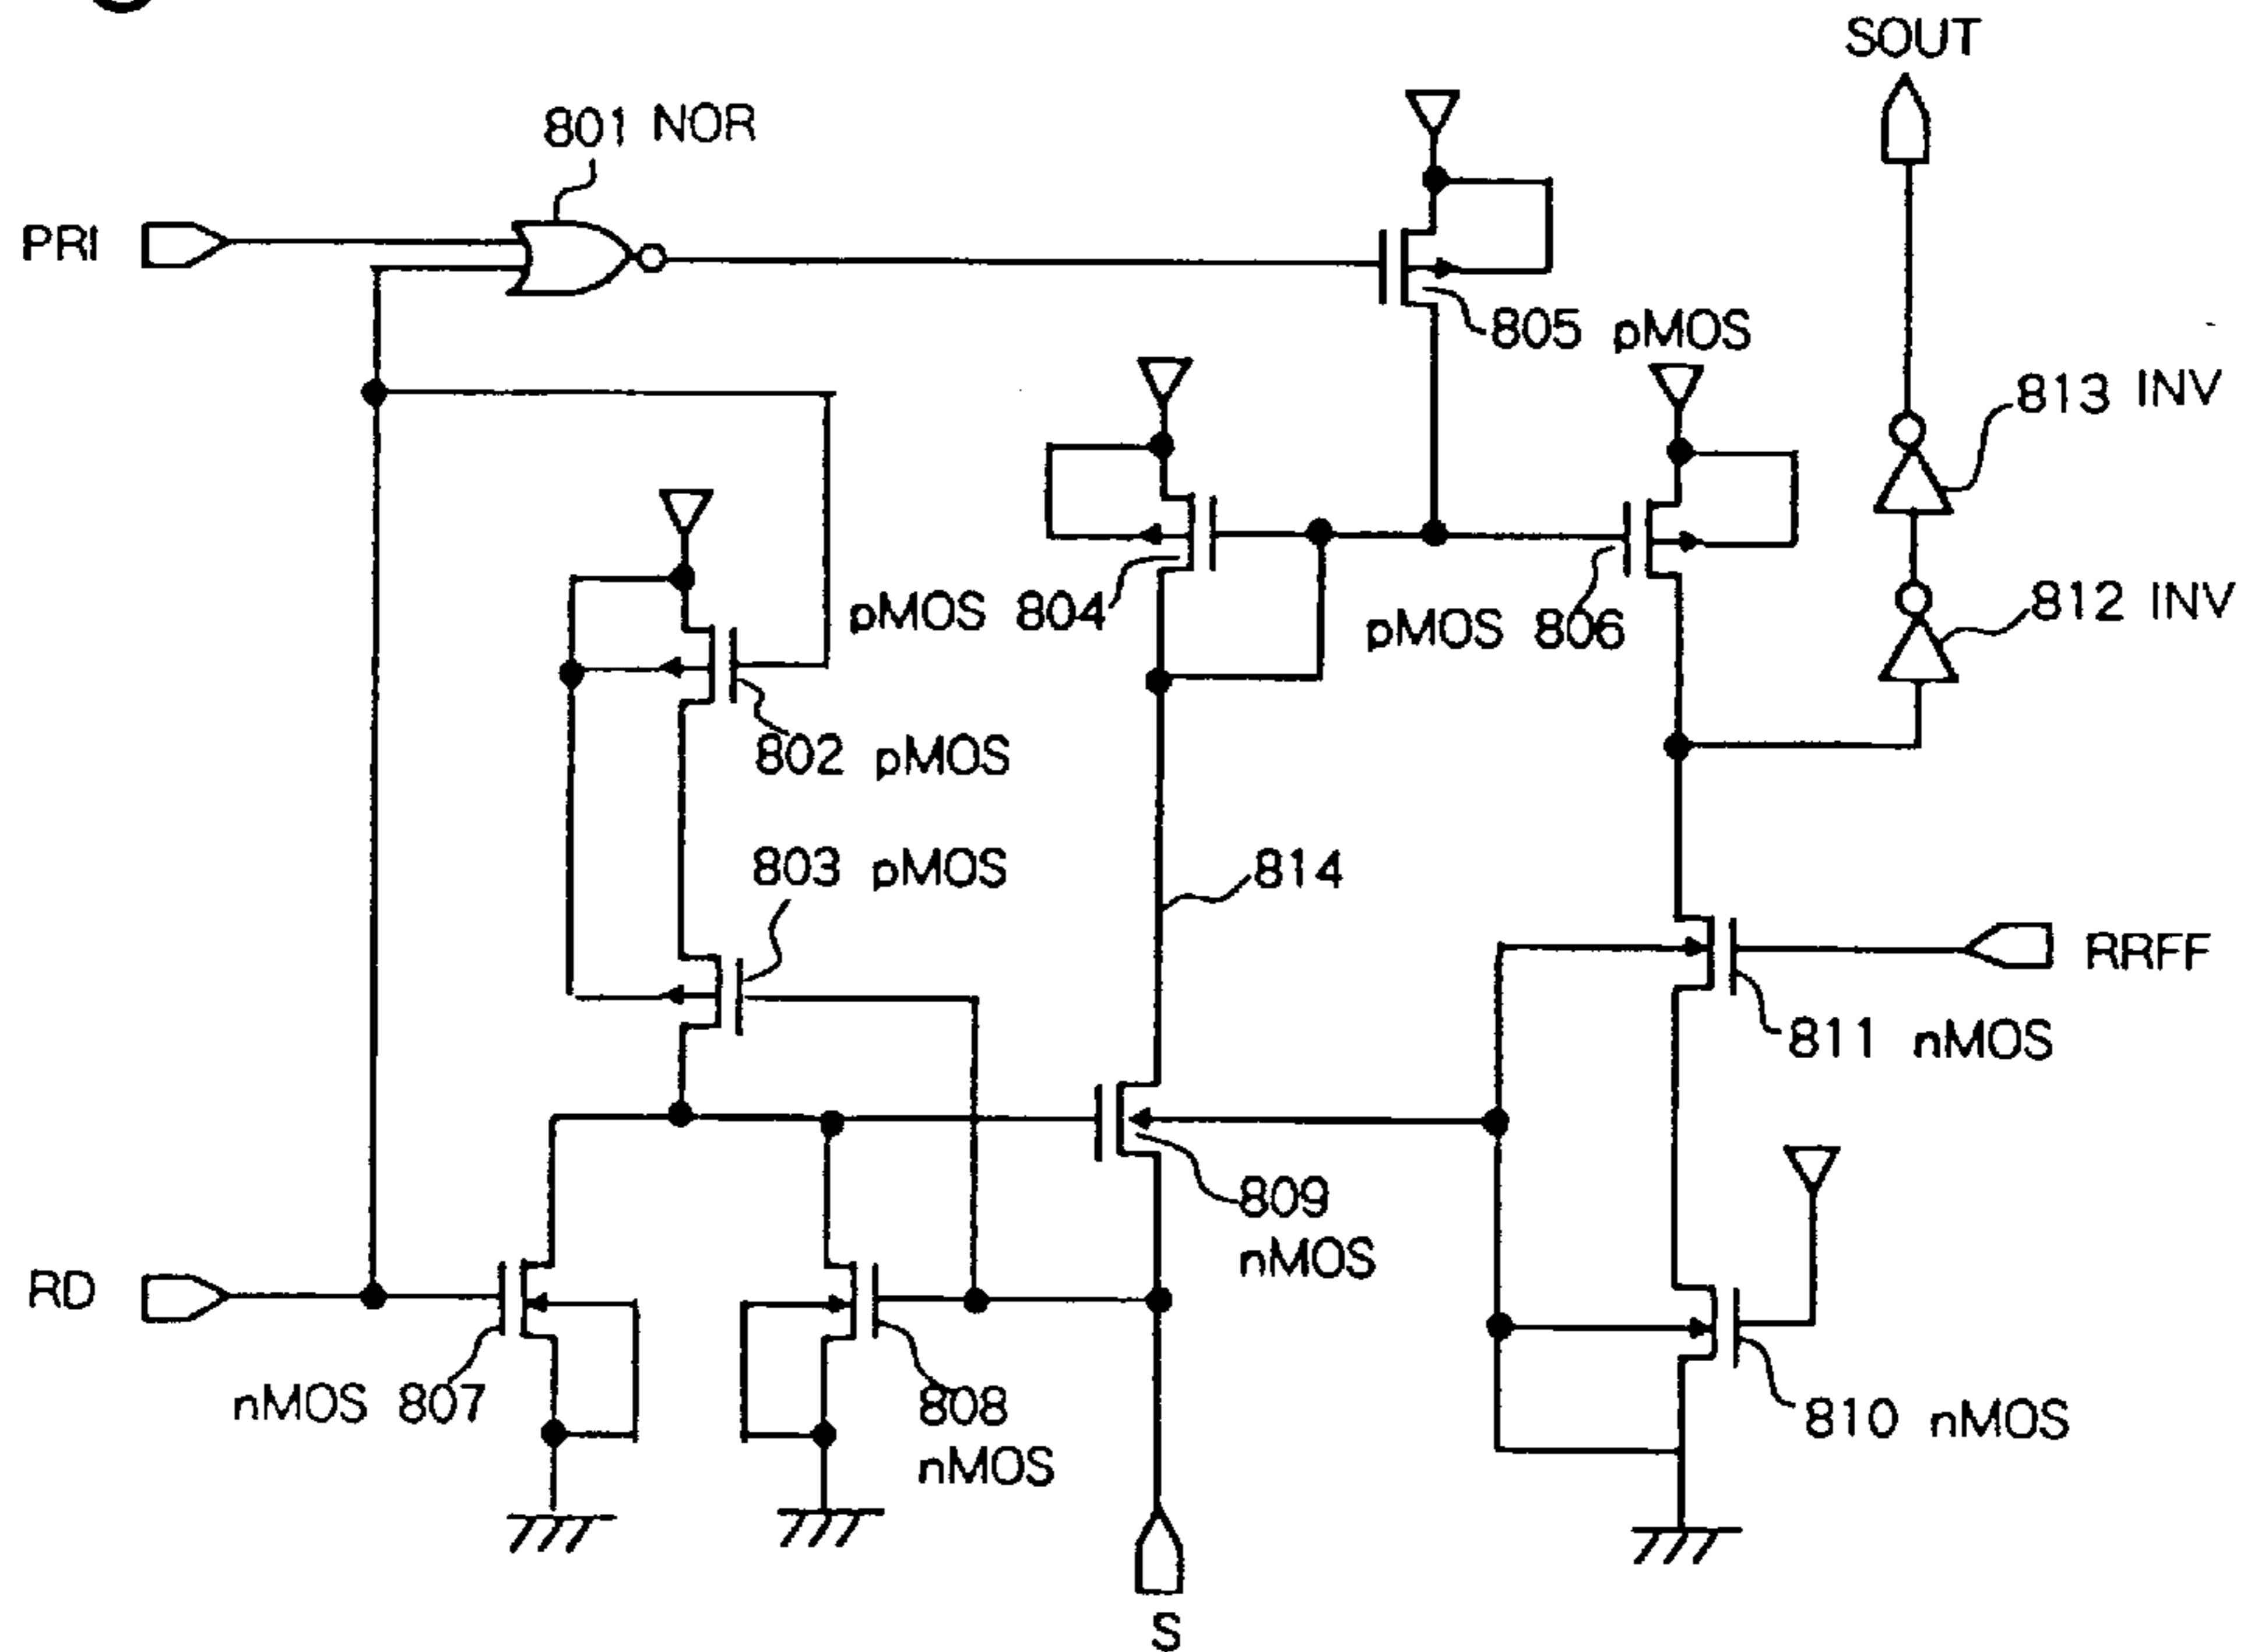 SOUT
801 NOR
PRI
805 pMOS
813 INV
pMOS 804
pMOS 806
812 INV
802 pMOS
803 pMOS
814
RRFF
811 nMOS
809
nMOS
RD
nMOS 807
808
nMOS
810 nMOS
S